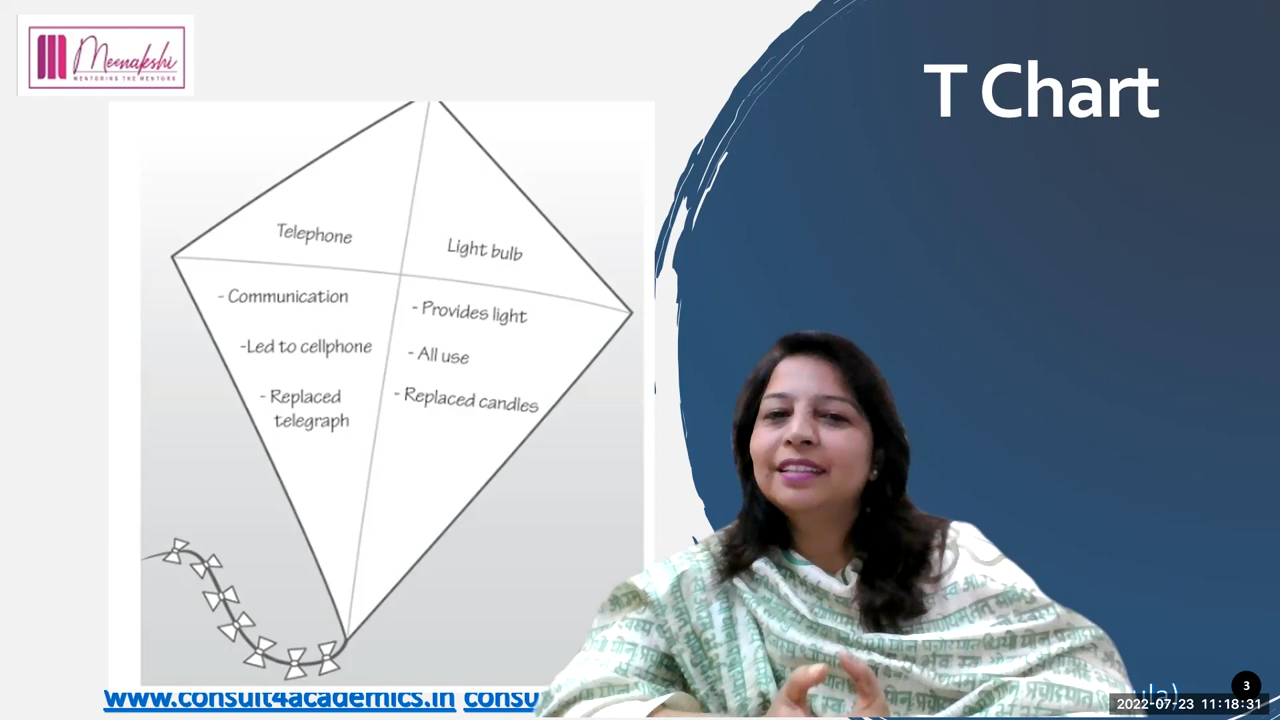 Meenakshi
MENTORING THE MENTORS
T Chart
Telephone
Light bulb
- Communication
-Led to cellphone
- Replaced
telegraph
- Provides light
- All use
- Replaced candles
www.consult4academics.in
3
2022-07-23 11:18:31